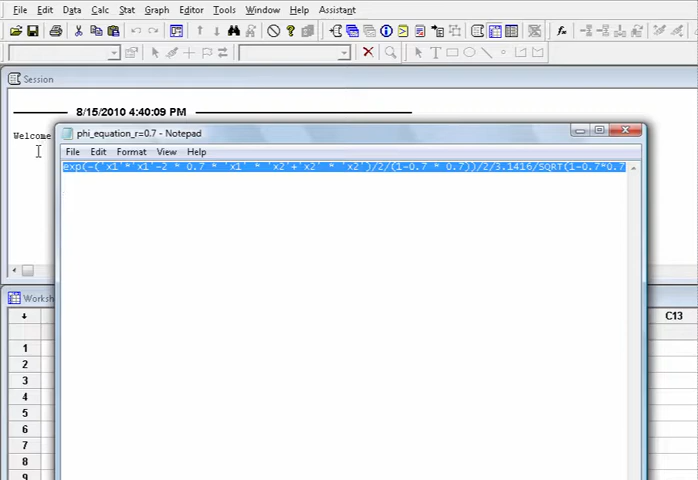 File Edit Data Calc Stat Graph Editor Tools Window Help Assistant
Session
8/15/2010 4:40:09 PM
Welcome
phi_equation_r=0.7 - Notepad
File Edit Format View Help
exp(-('x1'*'x1'-2 * 0.7 * 'x1' * 'x2'+'x2' * 'x2')/2/(1-0.7 * 0.7))/2/3.1416/SQRT(1-0.7*0.7
Worksh
C13
1
2
3
4
5
6
7
8
9